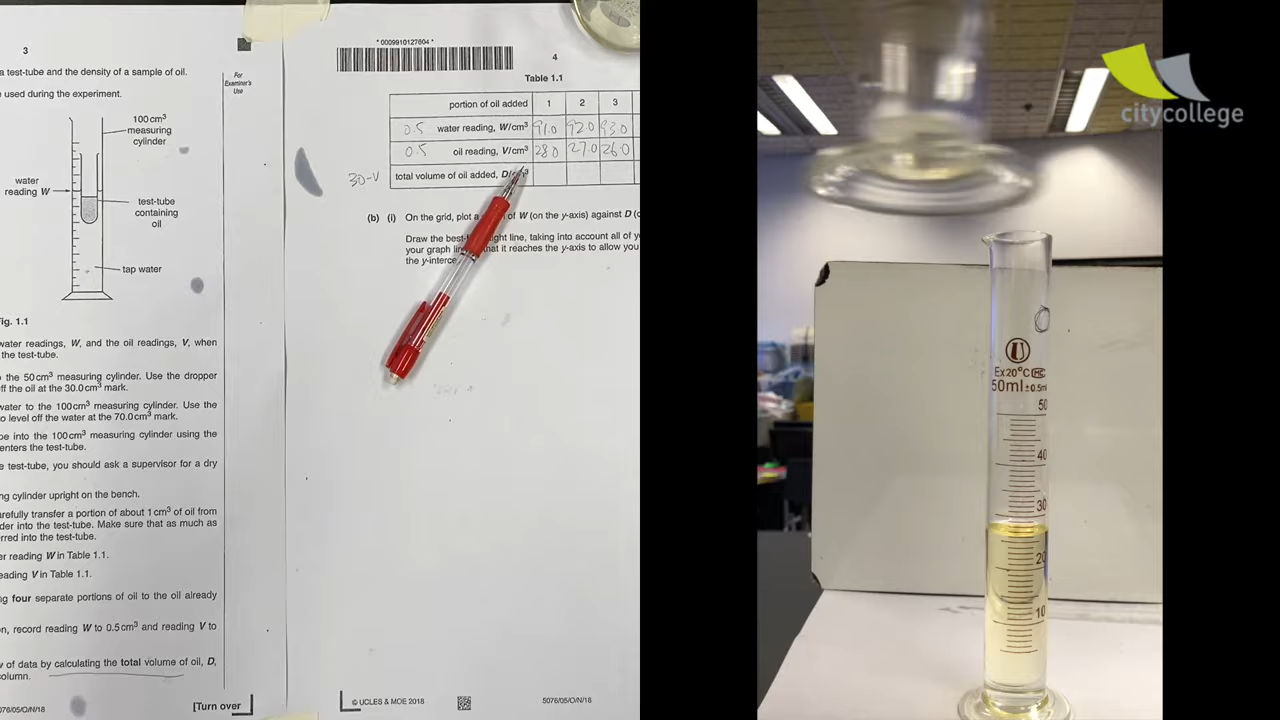 3
a test-tube and the density of a sample of oil.
used during the experiment.
For
Examiner's
Use
100 cm³
measuring
cylinder
water
reading W
test-tube
containing
oil
tap water
ig. 1.1
water readings, W, and the oil readings, V, when
the test-tube.
the 50 cm³ measuring cylinder. Use the dropper
ff the oil at the 30.0 cm³ mark.
water to the 100 cm³ measuring cylinder. Use the
o level off the water at the 70.0 cm³ mark.
be into the 100 cm³ measuring cylinder using the
enters the test-tube.
e test-tube, you should ask a supervisor for a dry
ng cylinder upright on the bench.
arefully transfer a portion of about 1 cm³ of oil from
der into the test-tube. Make sure that as much as
rred into the test-tube.
er reading W in Table 1.1.
eading V in Table 1.1.
ng four separate portions of oil to the oil already
n, record reading W to 0.5 cm³ and reading V to
w of data by calculating the total volume of oil, D,
column.
76/05/O/N/18
[Turn over
* 0009910127604 *
4
Table 1.1
portion of oil added 1 2 3
0.5 water reading, W/cm³ 91.0 92.0 93.0
0.5 oil reading, V/cm³ 28.0 27.0 26.0
30-V total volume of oil added, D/
(b) (i) On the grid, plot a of W (on the y-axis) against D (
Draw the line, taking into account all of y
your graph it reaches the y-axis to allow you
the y-interce
© UCLES & MOE 2018
5076/05/O/N/18
citycollege
Ex20°C MC
50ml ±0.5ml
50
40
30
20
10